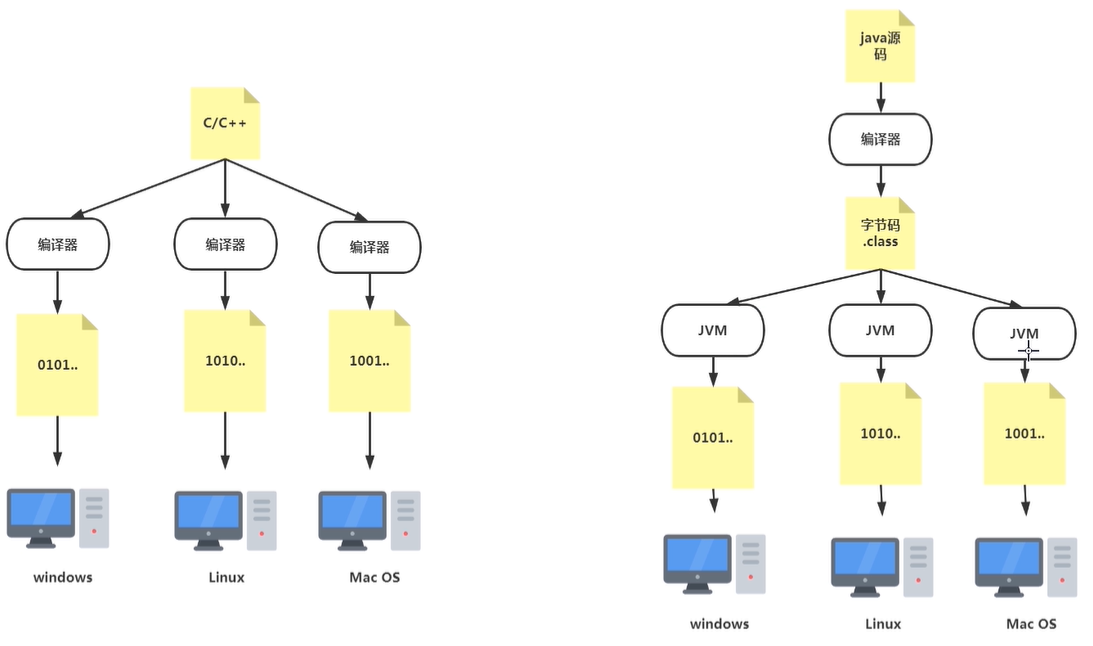 C/C++
编译器
编译器
编译器
0101..
1010..
1001..
windows
Linux
Mac OS
java源
码
编译器
字节码
.class
JVM
JVM
JVM
0101..
1010..
1001..
windows
Linux
Mac OS